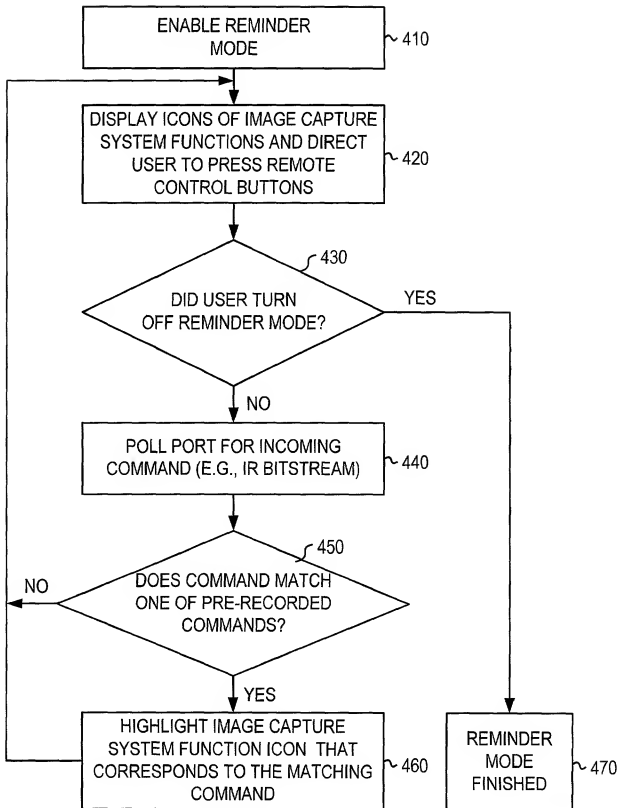 ENABLE REMINDER
MODE
410
DISPLAY ICONS OF IMAGE CAPTURE
SYSTEM FUNCTIONS AND DIRECT
USER TO PRESS REMOTE
CONTROL BUTTONS
420
430
DID USER TURN
OFF REMINDER MODE?
YES
NO
POLL PORT FOR INCOMING
COMMAND (E.G., IR BITSTREAM)
440
450
DOES COMMAND MATCH
ONE OF PRE-RECORDED
COMMANDS?
NO
YES
HIGHLIGHT IMAGE CAPTURE
SYSTEM FUNCTION ICON THAT
CORRESPONDS TO THE MATCHING
COMMAND
460
REMINDER
MODE
FINISHED
470